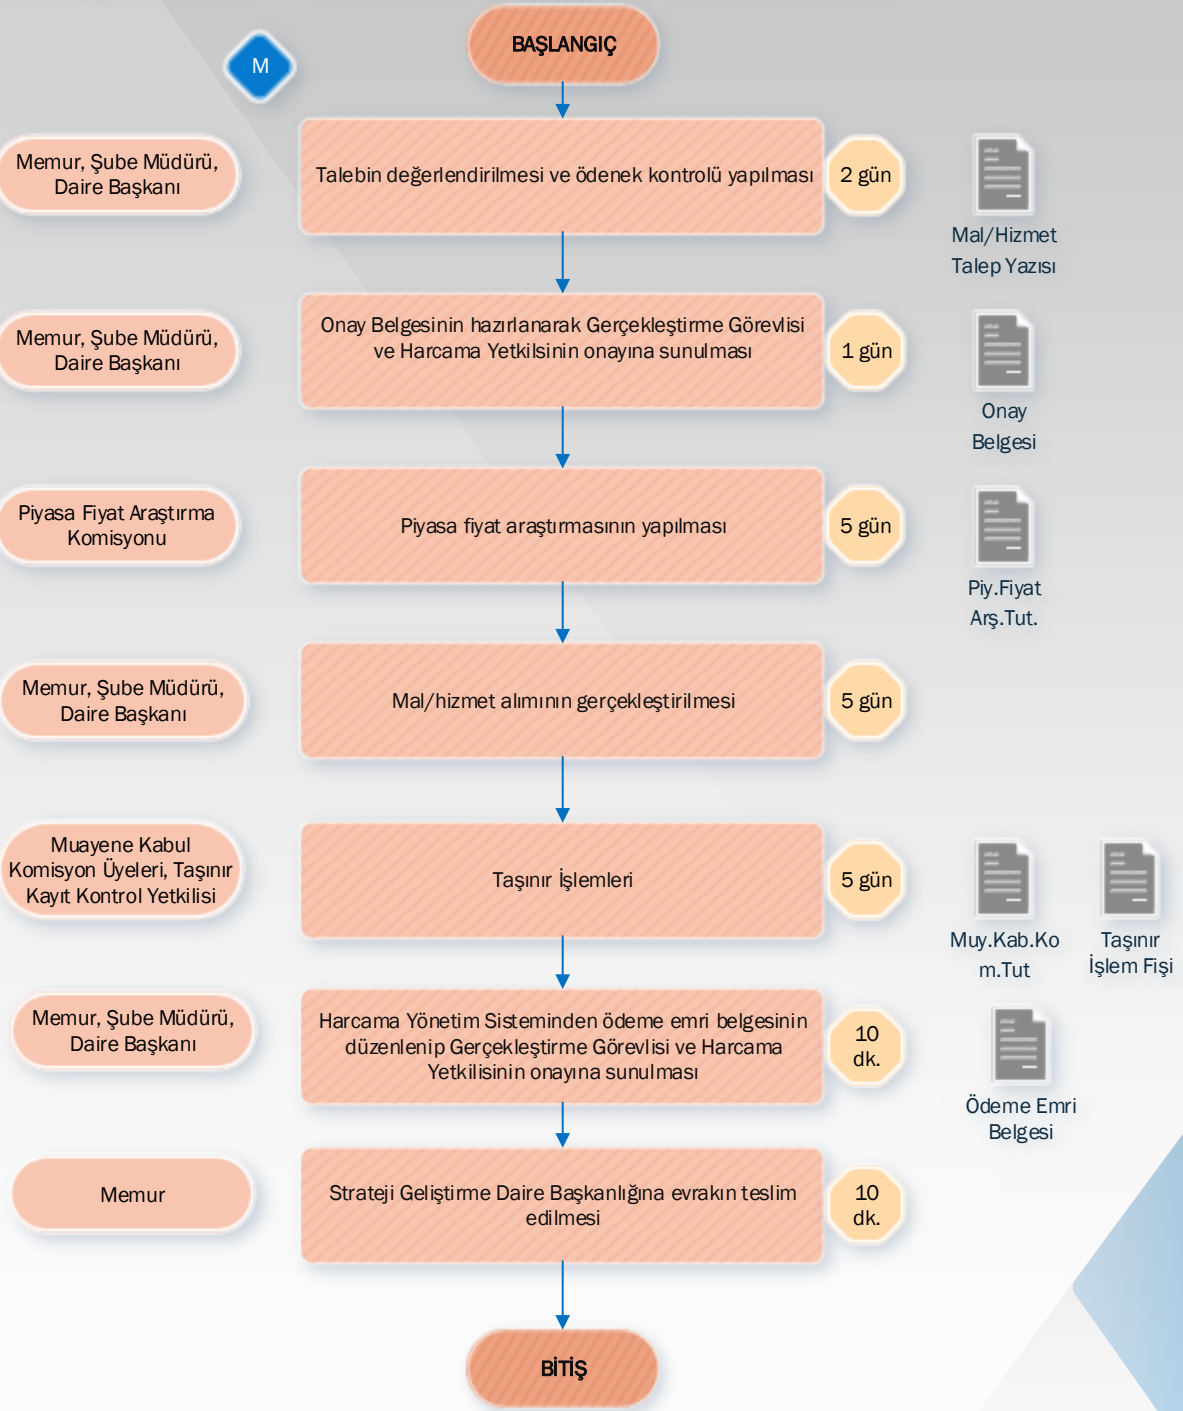 BAŞLANGIÇ
M
Memur, Şube Müdürü,
Daire Başkanı
Talebin değerlendirilmesi ve ödenek kontrolü yapılması
2 gün
Mal/Hizmet
Talep Yazısı
Memur, Şube Müdürü,
Daire Başkanı
Onay Belgesinin hazırlanarak Gerçekleştirme Görevlisi
ve Harcama Yetkilsinin onayına sunulması
1 gün
Onay
Belgesi
Piyasa Fiyat Araştırma
Komisyonu
Piyasa fiyat araştırmasının yapılması
5 gün
Piy.Fiyat
Arş.Tut.
Memur, Şube Müdürü,
Daire Başkanı
Mal/hizmet alımının gerçekleştirilmesi
5 gün
Muayene Kabul
Komisyon Üyeleri, Taşınır
Kayıt Kontrol Yetkilisi
Taşınır İşlemleri
5 gün
Muy.Kab.Ko
m.Tut
Taşınır
İşlem Fişi
Memur, Şube Müdürü,
Daire Başkanı
Harcama Yönetim Sisteminden ödeme emri belgesinin
düzenlenip Gerçekleştirme Görevlisi ve Harcama
Yetkilisinin onayına sunulması
10
dk.
Ödeme Emri
Belgesi
Memur
Strateji Geliştirme Daire Başkanlığına evrakın teslim
edilmesi
10
dk.
BİTİŞ